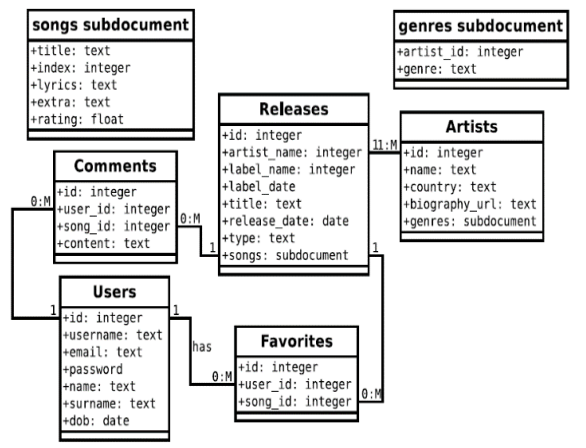 songs subdocument
+title: text
+index: integer
+lyrics: text
+extra: text
+rating: float
genres subdocument
+artist_id: integer
+genre: text
Releases
+id: integer
+artist_name: integer
+label_name: integer
+label_date
+title: text
+release_date: date
+type: text
+songs: subdocument
1
1:M
Artists
+id: integer
+name: text
+country: text
+biography_url: text
+genres: subdocument
Comments
+id: integer
+user_id: integer
+song_id: integer
+content: text
0:M
0:M
1
1
Users
+id: integer
+username: text
+email: text
+password
+name: text
+surname: text
+dob: date
1
1
has
0:M
Favorites
+id: integer
+user_id: integer
+song_id: integer
0:M